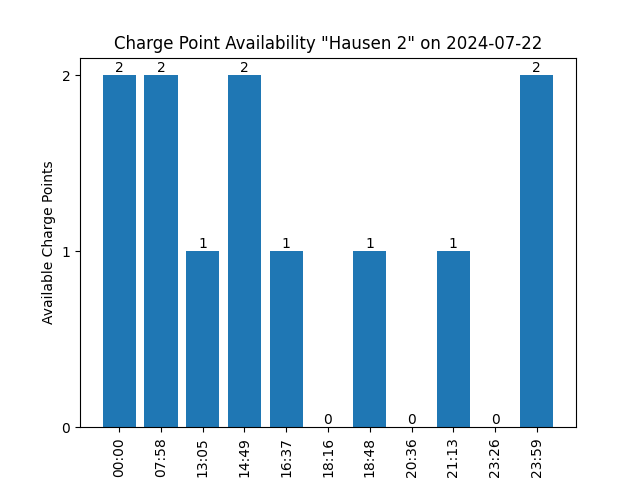 Charge Point Availability "Hausen 2" on 2024-07-22
Available Charge Points
2
1
0
2 2 1 2 1 0 1 0 1 0 2
00:00 07:58 13:05 14:49 16:37 18:16 18:48 20:36 21:13 23:26 23:59